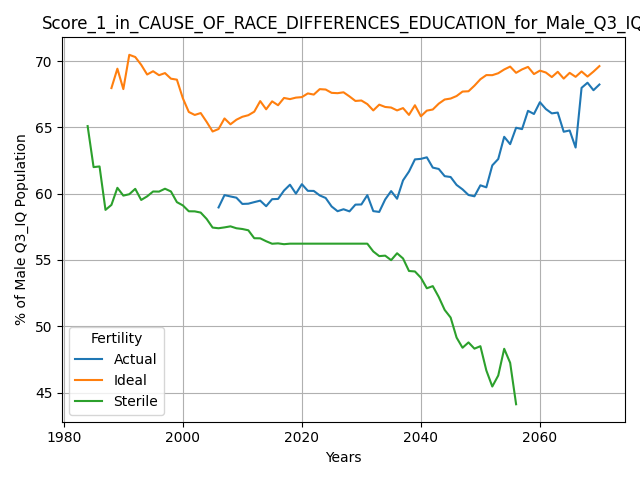 Score_1_in_CAUSE_OF_RACE_DIFFERENCES_EDUCATION_for_Male_Q3_IQ
70
65
60
55
50
45
% of Male Q3_IQ Population
Fertility
Actual
Ideal
Sterile
1980
2000
2020
2040
2060
Years